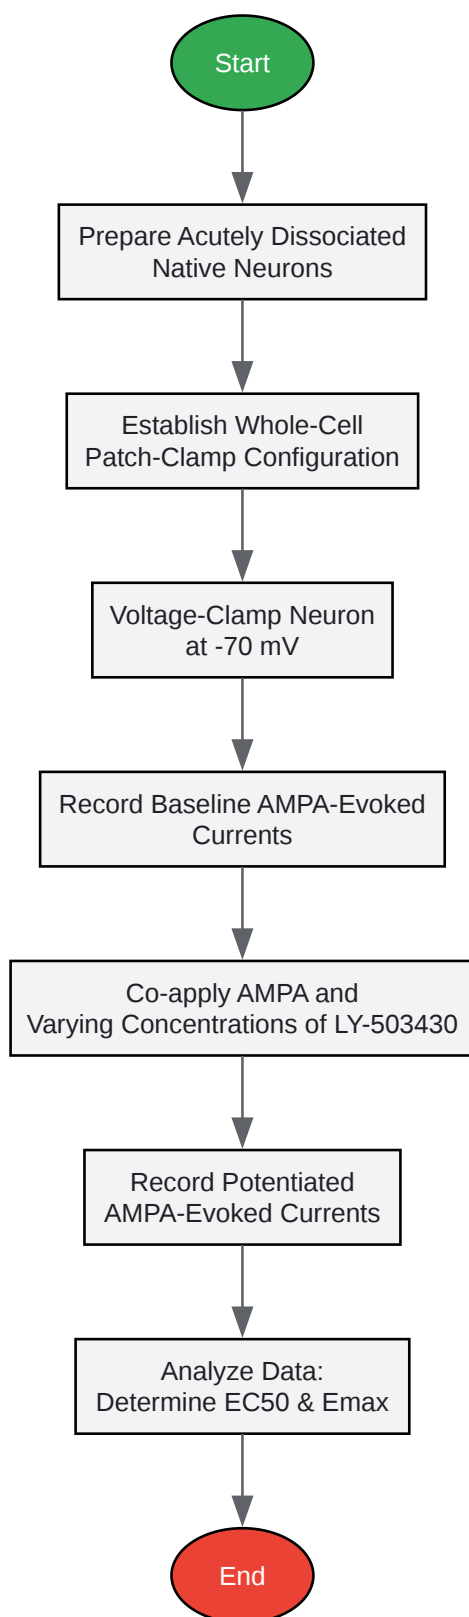 Start
Prepare Acutely Dissociated
Native Neurons
Establish Whole-Cell
Patch-Clamp Configuration
Voltage-Clamp Neuron
at -70 mV
Record Baseline AMPA-Evoked
Currents
Co-apply AMPA and
Varying Concentrations of LY-503430
Record Potentiated
AMPA-Evoked Currents
Analyze Data:
Determine EC50 & Emax
End